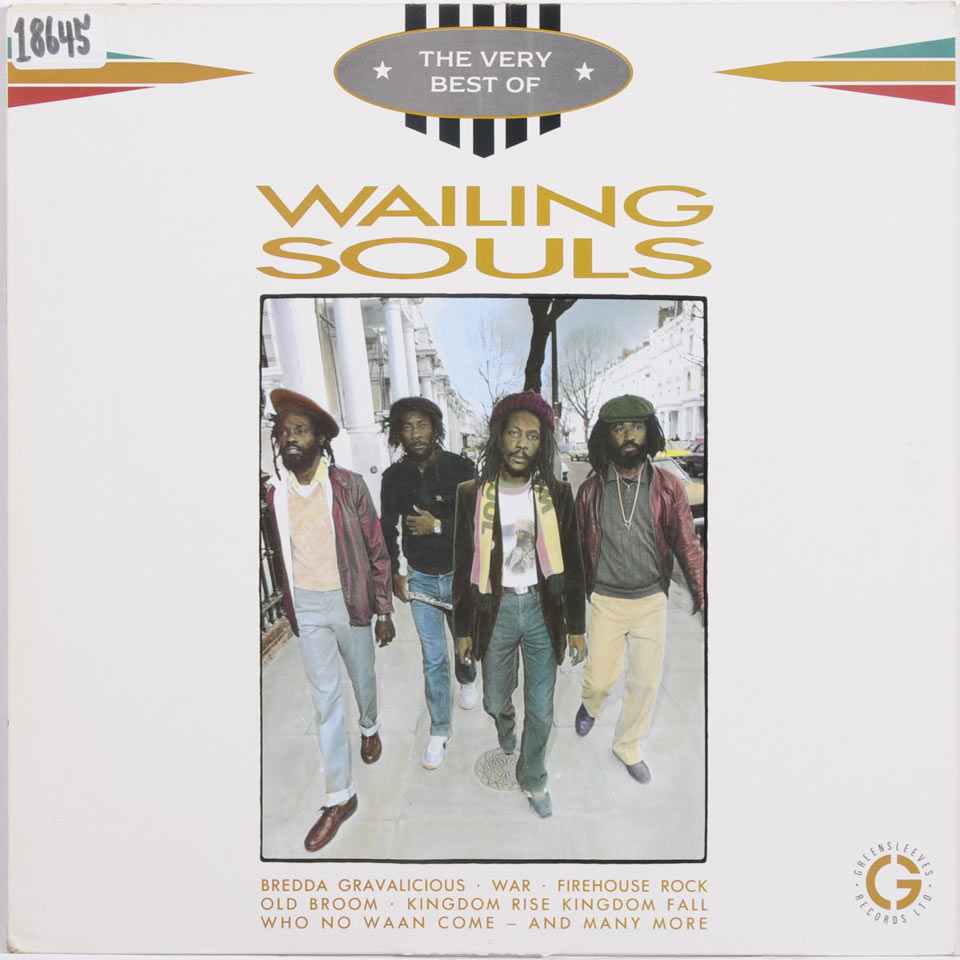 18645
THE VERY
BEST OF
WAILING
SOULS
BREDDA GRAVALICIOUS · WAR · FIREHOUSE ROCK
OLD BROOM · KINGDOM RISE KINGDOM FALL
WHO NO WAAN COME – AND MANY MORE
· GREENSLEEVES ·
RECORDS LTD
G